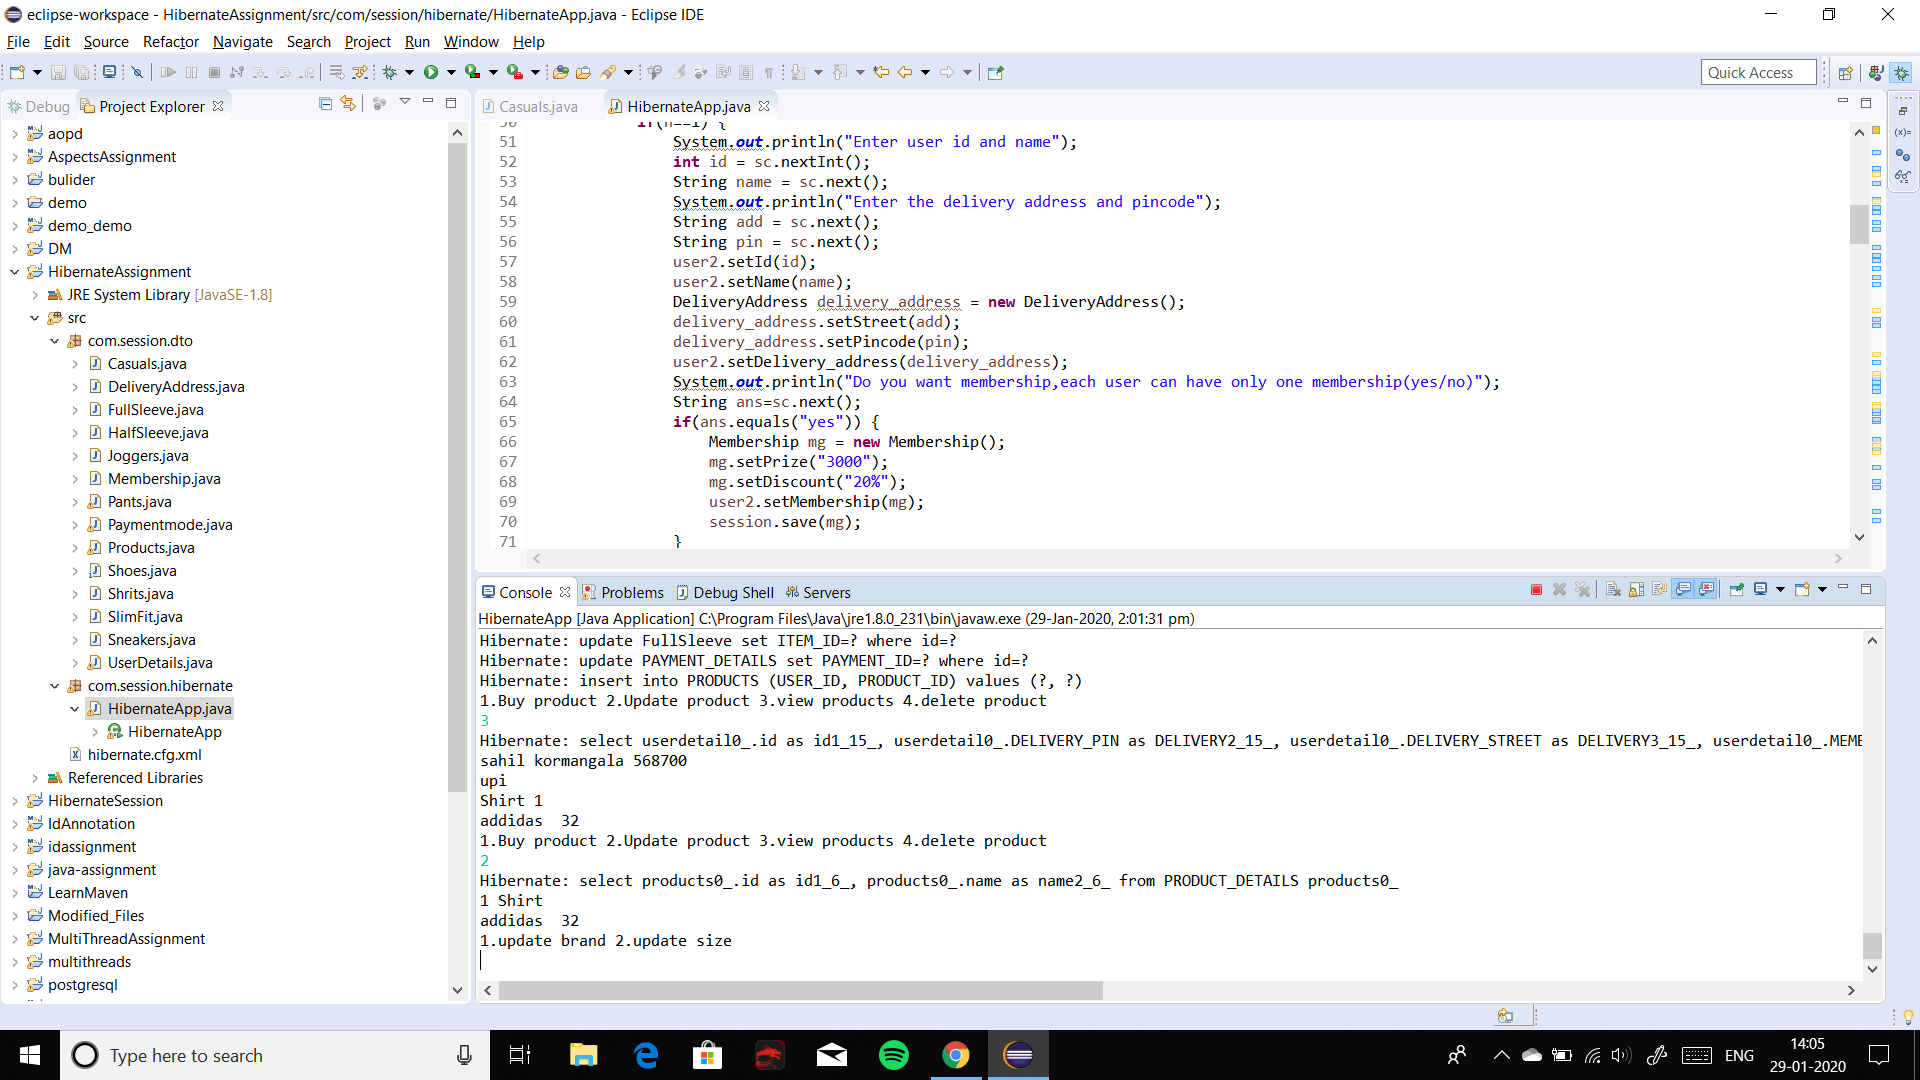 eclipse-workspace - HibernateAssignment/src/com/session/hibernate/HibernateApp.java - Eclipse IDE
File Edit Source Refactor Navigate Search Project Run Window Help
Quick Access
Debug Project Explorer
Casuals.java HibernateApp.java
aopd
AspectsAssignment
bulider
demo
demo_demo
DM
HibernateAssignment
JRE System Library [JavaSE-1.8]
src
com.session.dto
Casuals.java
DeliveryAddress.java
FullSleeve.java
HalfSleeve.java
Joggers.java
Membership.java
Pants.java
Paymentmode.java
Products.java
Shoes.java
Shrits.java
SlimFit.java
Sneakers.java
UserDetails.java
com.session.hibernate
HibernateApp.java
HibernateApp
hibernate.cfg.xml
Referenced Libraries
HibernateSession
IdAnnotation
idassignment
java-assignment
LearnMaven
Modified_Files
MultiThreadAssignment
multithreads
postgresql
51 System.out.println("Enter user id and name");
52 int id = sc.nextInt();
53 String name = sc.next();
54 System.out.println("Enter the delivery address and pincode");
55 String add = sc.next();
56 String pin = sc.next();
57 user2.setId(id);
58 user2.setName(name);
59 DeliveryAddress delivery_address = new DeliveryAddress();
60 delivery_address.setStreet(add);
61 delivery_address.setPincode(pin);
62 user2.setDelivery_address(delivery_address);
63 System.out.println("Do you want membership,each user can have only one membership(yes/no)");
64 String ans=sc.next();
65 if(ans.equals("yes")) {
66 Membership mg = new Membership();
67 mg.setPrize("3000");
68 mg.setDiscount("20%");
69 user2.setMembership(mg);
70 session.save(mg);
71 }
Console Problems Debug Shell Servers
HibernateApp [Java Application] C:\Program Files\Java\jre1.8.0_231\bin\javaw.exe (29-Jan-2020, 2:01:31 pm)
Hibernate: update FullSleeve set ITEM_ID=? where id=?
Hibernate: update PAYMENT_DETAILS set PAYMENT_ID=? where id=?
Hibernate: insert into PRODUCTS (USER_ID, PRODUCT_ID) values (?, ?)
1.Buy product 2.Update product 3.view products 4.delete product
3
Hibernate: select userdetail0_.id as id1_15_, userdetail0_.DELIVERY_PIN as DELIVERY2_15_, userdetail0_.DELIVERY_STREET as DELIVERY3_15_, userdetail0_.MEME
sahil kormangala 568700
upi
Shirt 1
addidas  32
1.Buy product 2.Update product 3.view products 4.delete product
2
Hibernate: select products0_.id as id1_6_, products0_.name as name2_6_ from PRODUCT_DETAILS products0_
1 Shirt
addidas  32
1.update brand 2.update size
Type here to search
ENG
14:05
29-01-2020